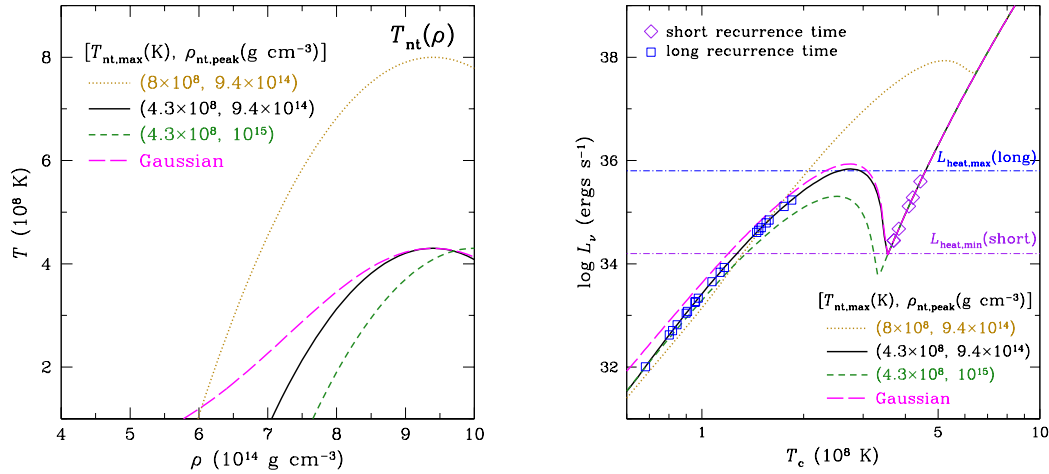 T_nt(ρ)
[T_nt,max(K), ρ_nt,peak(g cm⁻³)]
(8×10⁸, 9.4×10¹⁴)
(4.3×10⁸, 9.4×10¹⁴)
(4.3×10⁸, 10¹⁵)
Gaussian
T (10⁸ K)
8
6
4
2
4 5 6 7 8 9 10
ρ (10¹⁴ g cm⁻³)
short recurrence time
long recurrence time
L_heat,max(long)
L_heat,min(short)
[T_nt,max(K), ρ_nt,peak(g cm⁻³)]
(8×10⁸, 9.4×10¹⁴)
(4.3×10⁸, 9.4×10¹⁴)
(4.3×10⁸, 10¹⁵)
Gaussian
log L_ν (ergs s⁻¹)
38
36
34
32
1 2 5 10
T_c (10⁸ K)